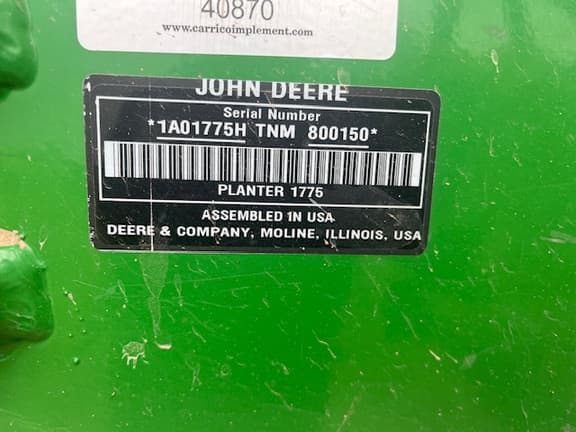 40870
www.carricoimplement.com
JOHN DEERE
Serial Number
*1A01775H TNM 800150*
PLANTER 1775
ASSEMBLED IN USA
DEERE & COMPANY, MOLINE, ILLINOIS, USA